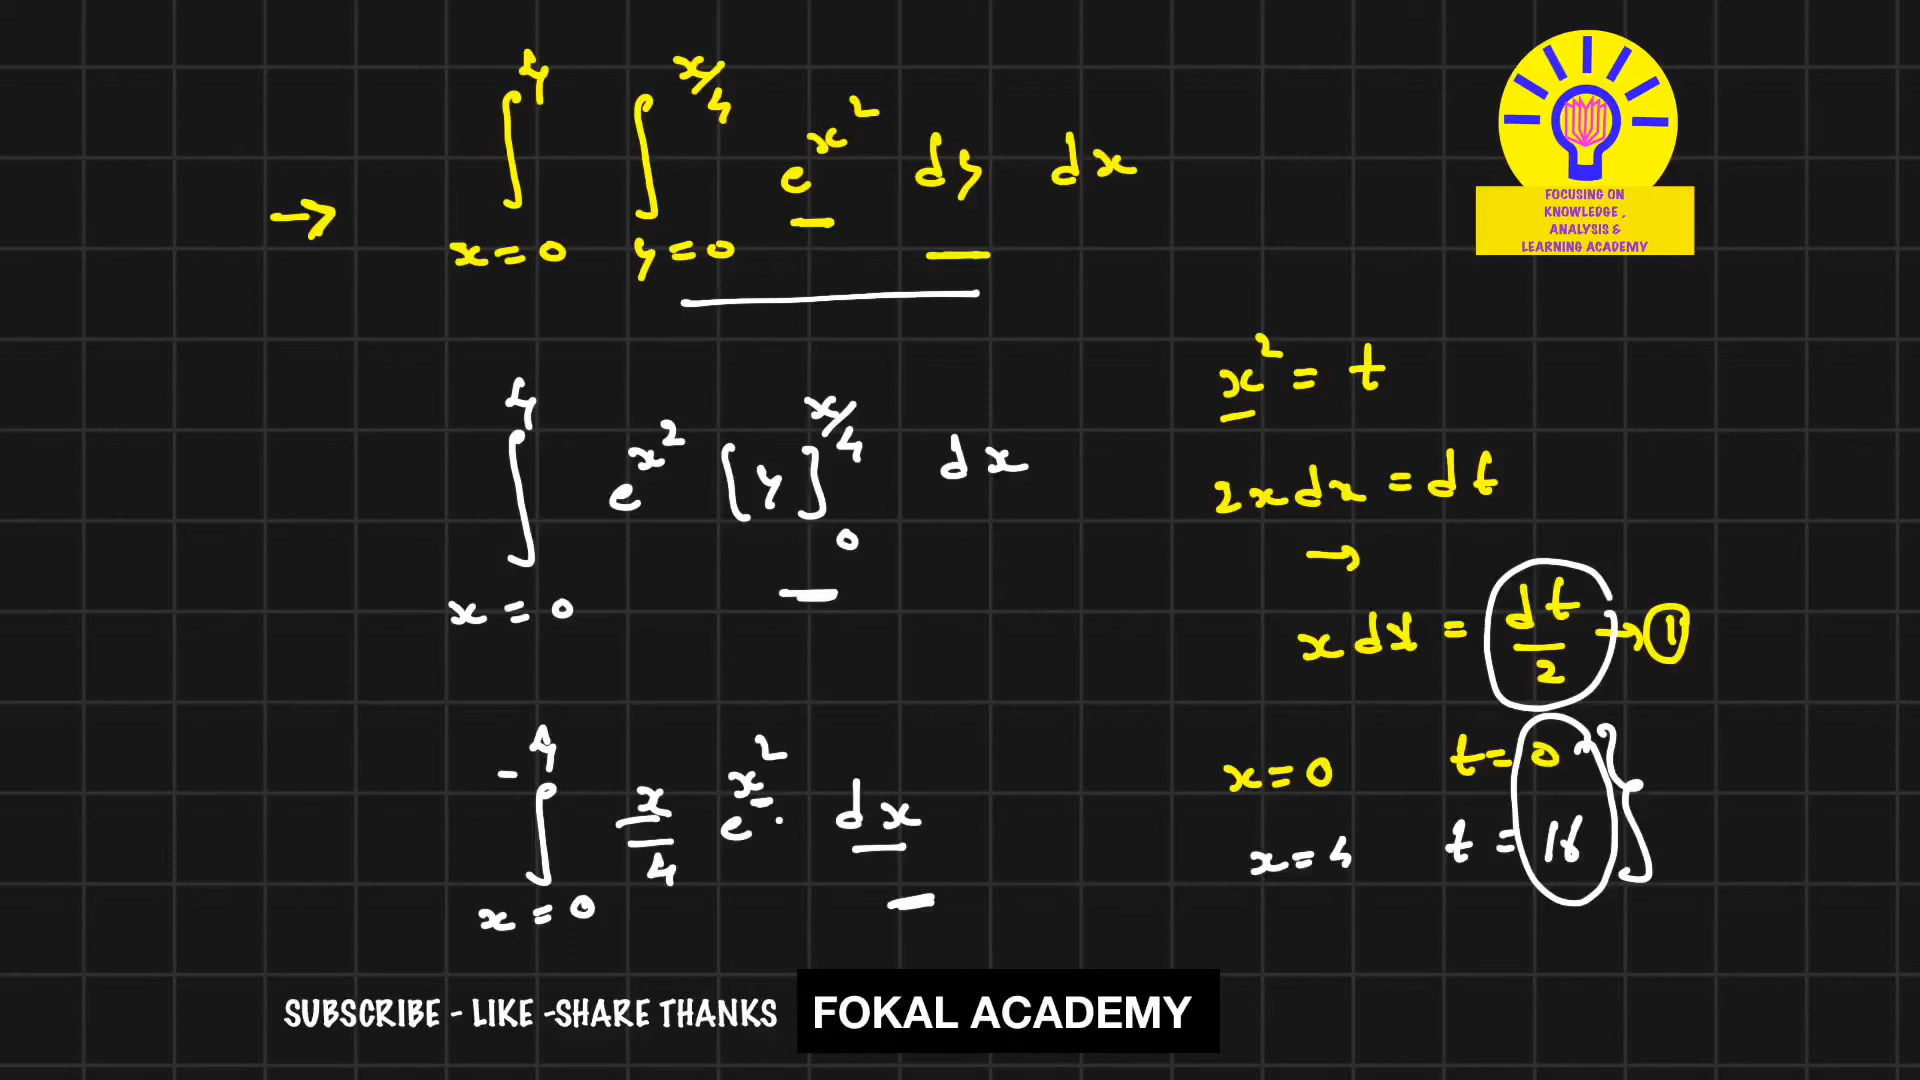 → ∫_{x=0}^{4} ∫_{y=0}^{x/4} e^{x^2} dy dx
∫_{x=0}^{4} e^{x^2} [y]_{0}^{x/4} dx
- ∫_{x=0}^{4} x/4 e^{x^2} . dx
x^2 = t
2x dx = dt
→
x dx = dt/2 → ①
x=0 t=0
x=4 t=16
FOCUSING ON
KNOWLEDGE ,
ANALYSIS &
LEARNING ACADEMY
SUBSCRIBE - LIKE -SHARE THANKS FOKAL ACADEMY